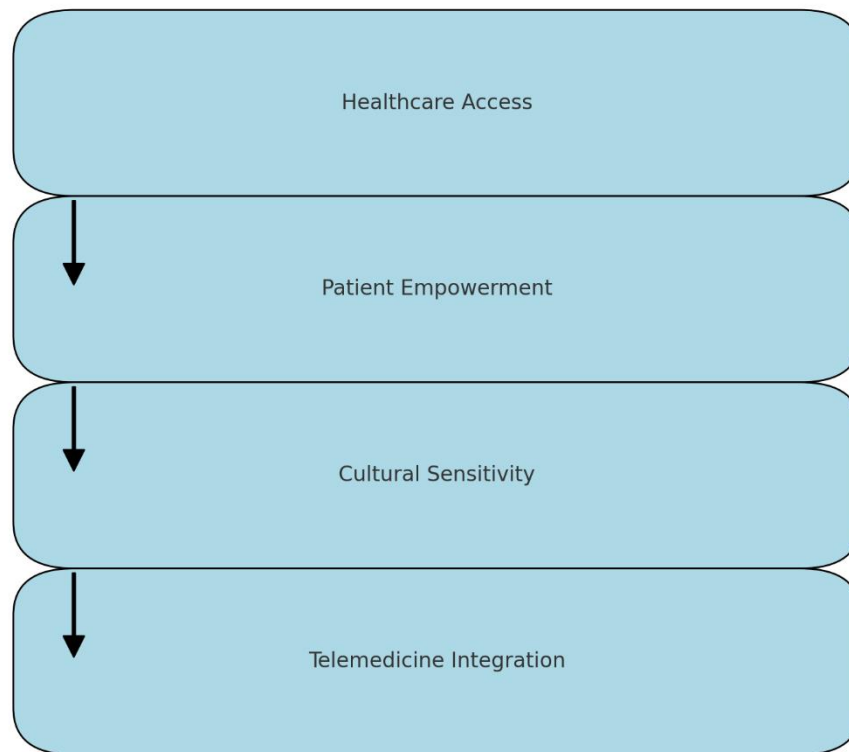 Healthcare Access
Patient Empowerment
Cultural Sensitivity
Telemedicine Integration